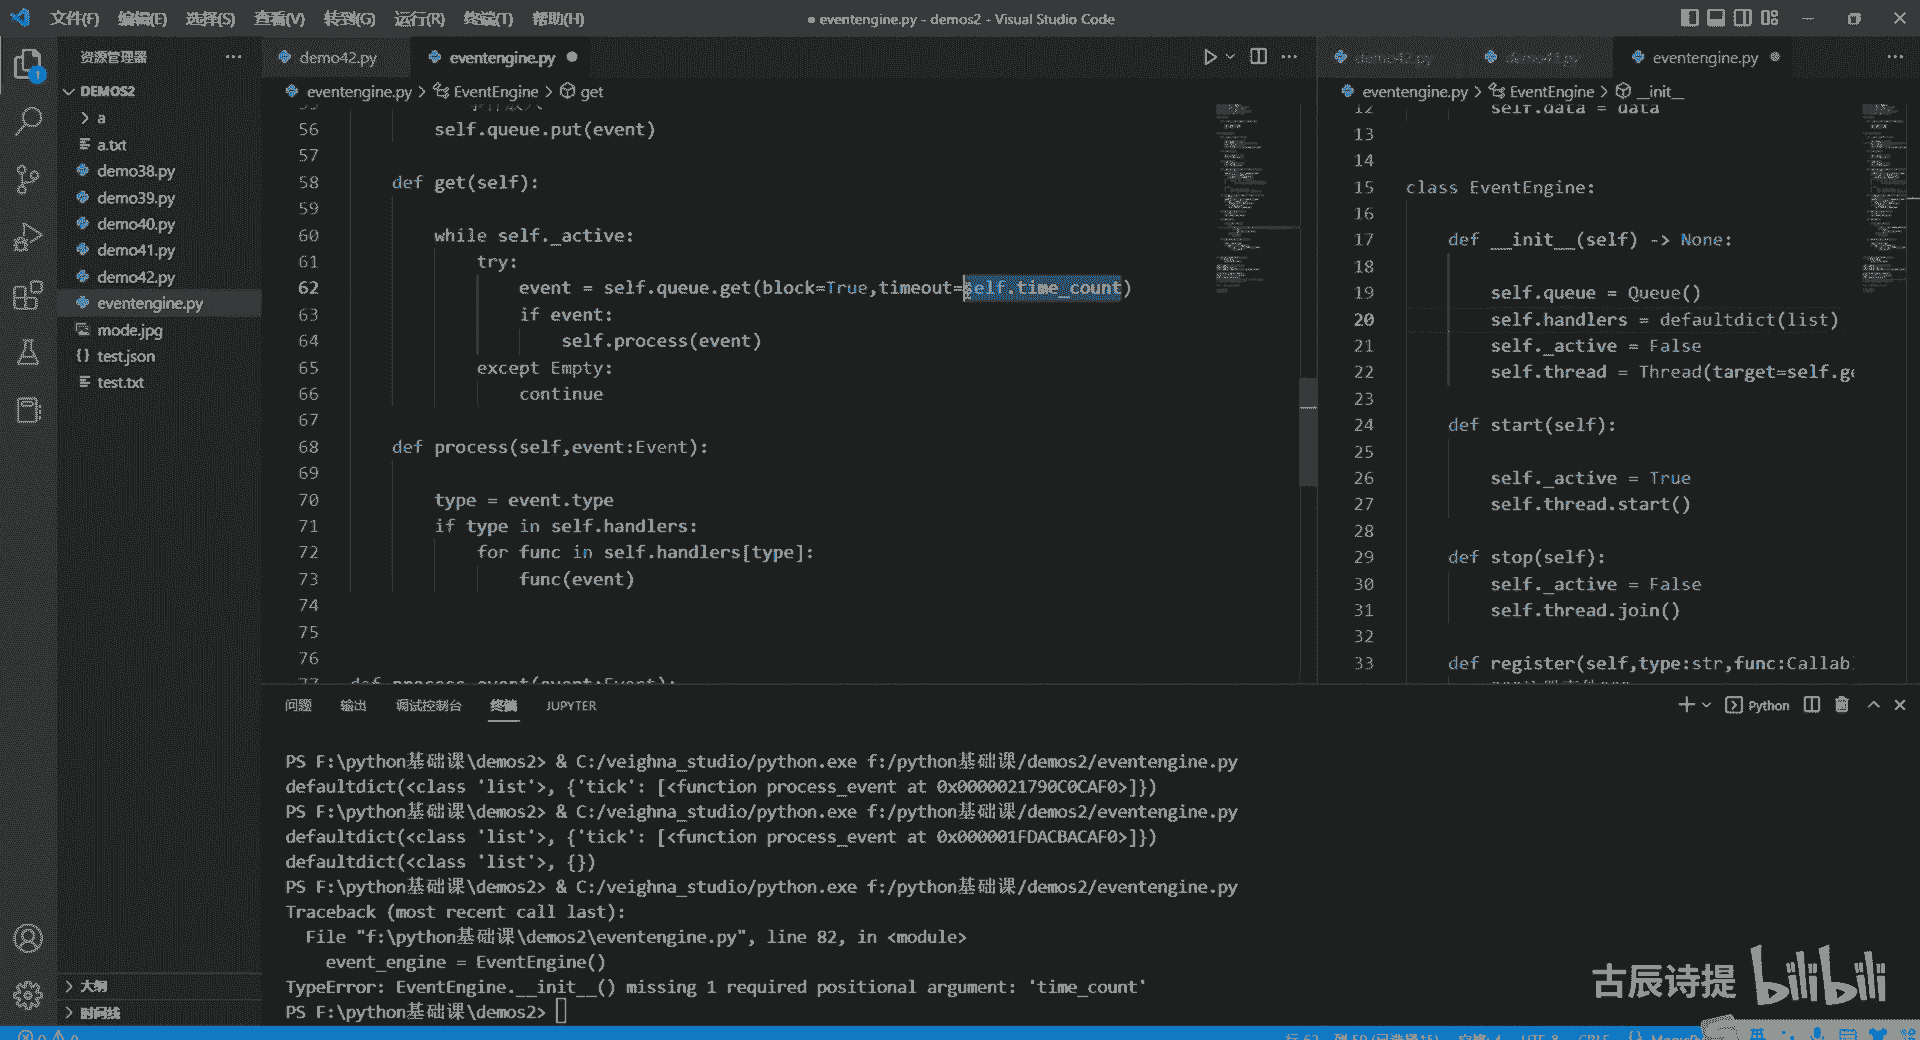 文件(F) 编辑(E) 选择(S) 查看(V) 转到(G) 运行(R) 终端(T) 帮助(H)
● eventengine.py - demos2 - Visual Studio Code
资源管理器
DEMOS2
a
a.txt
demo38.py
demo39.py
demo40.py
demo41.py
demo42.py
eventengine.py
mode.jpg
test.json
test.txt
大纲
时间线
demo42.py eventengine.py
eventengine.py > EventEngine > get
56 self.queue.put(event)
57
58 def get(self):
59
60 while self._active:
61 try:
62 event = self.queue.get(block=True,timeout=self.time_count)
63 if event:
64 self.process(event)
65 except Empty:
66 continue
67
68 def process(self,event:Event):
69
70 type = event.type
71 if type in self.handlers:
72 for func in self.handlers[type]:
73 func(event)
74
75
76
77 def process_event(event:Event):
demo42.py demo41.py eventengine.py
eventengine.py > EventEngine > __init__
12 self.data = data
13
14
15 class EventEngine:
16
17 def __init__(self) -> None:
18
19 self.queue = Queue()
20 self.handlers = defaultdict(list)
21 self._active = False
22 self.thread = Thread(target=self.ge
23
24 def start(self):
25
26 self._active = True
27 self.thread.start()
28
29 def stop(self):
30 self._active = False
31 self.thread.join()
32
33 def register(self,type:str,func:Callab
问题 输出 调试控制台 终端 JUPYTER
Python
PS F:\python基础课\demos2> & C:/veighna_studio/python.exe f:/python基础课/demos2/eventengine.py
defaultdict(<class 'list'>, {'tick': [<function process_event at 0x0000021790C0CAF0>]})
PS F:\python基础课\demos2> & C:/veighna_studio/python.exe f:/python基础课/demos2/eventengine.py
defaultdict(<class 'list'>, {'tick': [<function process_event at 0x000001FDACBACAF0>]})
defaultdict(<class 'list'>, {})
PS F:\python基础课\demos2> & C:/veighna_studio/python.exe f:/python基础课/demos2/eventengine.py
Traceback (most recent call last):
File "f:\python基础课\demos2\eventengine.py", line 82, in <module>
event_engine = EventEngine()
TypeError: EventEngine.__init__() missing 1 required positional argument: 'time_count'
PS F:\python基础课\demos2>
古辰诗提 bilibili